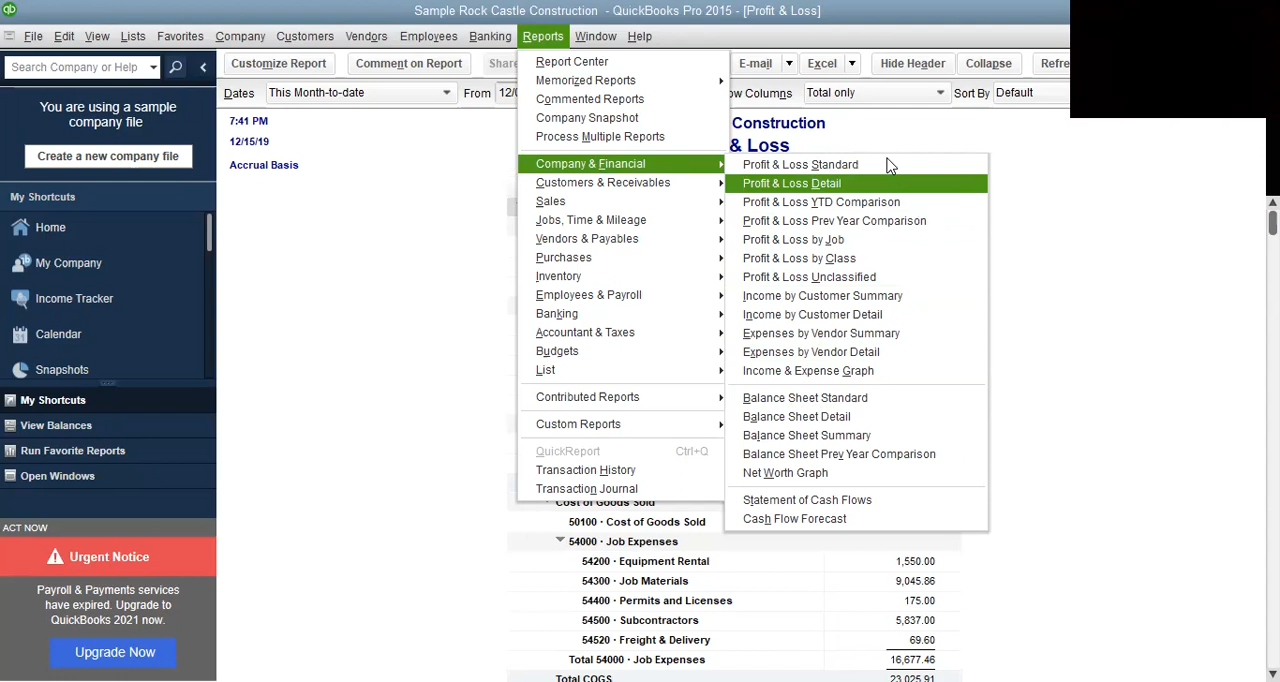 Sample Rock Castle Construction - QuickBooks Pro 2015 - [Profit & Loss]
File Edit View Lists Favorites Company Customers Vendors Employees Banking Reports Window Help
Search Company or Help
Customize Report Comment on Report Share E-mail Excel Hide Header Collapse Refre
Dates This Month-to-date From 12/0 ow Columns Total only Sort By Default
You are using a sample
company file
Create a new company file
My Shortcuts
Home
My Company
Income Tracker
Calendar
31
Snapshots
My Shortcuts
View Balances
Run Favorite Reports
Open Windows
ACT NOW
Urgent Notice
Payroll & Payments services
have expired. Upgrade to
QuickBooks 2021 now.
Upgrade Now
7:41 PM
12/15/19
Accrual Basis
Construction
& Loss
Report Center
Memorized Reports
Commented Reports
Company Snapshot
Process Multiple Reports
Company & Financial
Customers & Receivables
Sales
Jobs, Time & Mileage
Vendors & Payables
Purchases
Inventory
Employees & Payroll
Banking
Accountant & Taxes
Budgets
List
Contributed Reports
Custom Reports
QuickReport Ctrl+Q
Transaction History
Transaction Journal
Profit & Loss Standard
Profit & Loss Detail
Profit & Loss YTD Comparison
Profit & Loss Prev Year Comparison
Profit & Loss by Job
Profit & Loss by Class
Profit & Loss Unclassified
Income by Customer Summary
Income by Customer Detail
Expenses by Vendor Summary
Expenses by Vendor Detail
Income & Expense Graph
Balance Sheet Standard
Balance Sheet Detail
Balance Sheet Summary
Balance Sheet Prev Year Comparison
Net Worth Graph
Statement of Cash Flows
Cash Flow Forecast
Cost of Goods Sold
50100 · Cost of Goods Sold
54000 · Job Expenses
54200 · Equipment Rental 1,550.00
54300 · Job Materials 9,045.86
54400 · Permits and Licenses 175.00
54500 · Subcontractors 5,837.00
54520 · Freight & Delivery 69.60
Total 54000 · Job Expenses 16,677.46
Total COGS 23,025.91